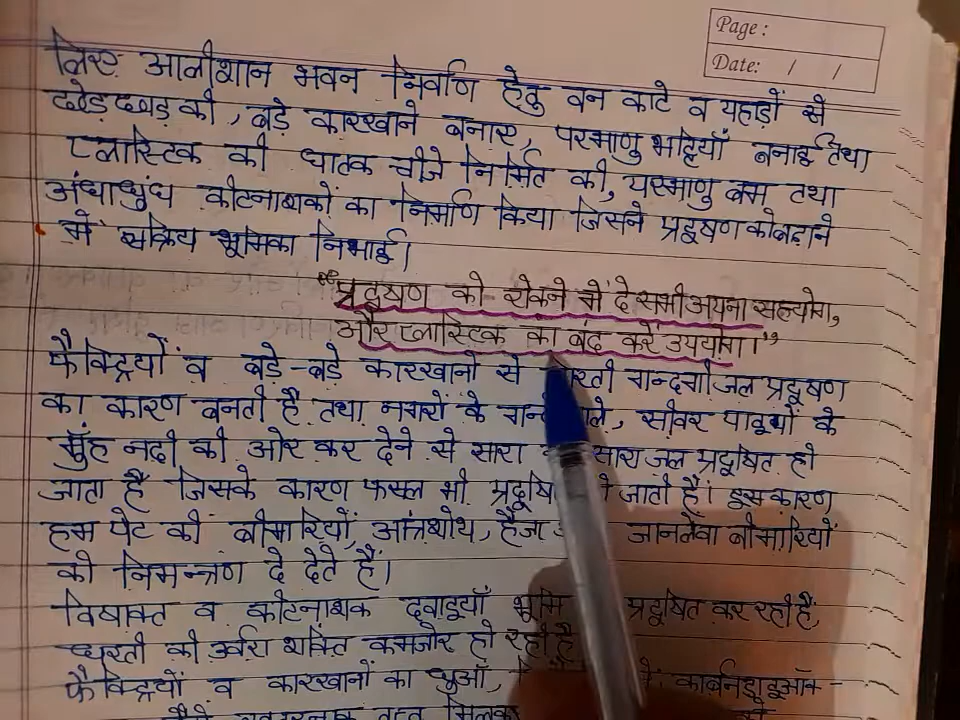 Page :
Date: / /
लिए आलीशान भवन निर्वाण हेतु वन काटे व पहाड़ों से
छेड़छाड़ की, बड़े कारखाने बनाए, परमाणु भट्टियाँ बनाई तथा
प्लास्टिक की घातक चीजे निर्मित की, परमाणु बम तथा
अंधाधुंध कीटनाशकों का निर्माण किया जिसने प्रदूषण को बढ़ाने
में सक्रिय भूमिका निभाई।
"प्रदूषण को रोकने में दे सभी अपना सहयोग,
और प्लास्टिक का बंद करें उपयोग।"
फैक्ट्रियों व बड़े-बड़े कारखानो से गन्दगी जल प्रदूषण
का कारण बनती है तथा नगरों के, सीवर पाइपों के
मुँह नदी की ओर कर देने से सारा सारा जल प्रदूषित हो
जाता है जिसके कारण फसल भी जाती है। इस कारण
हम पेट की बीमारियों, आंत्रशोथ, हैजा जानलेवा बीमारियों
को निमन्त्रण दे देते हैं।
विषाक्त व कीटनाशक दवाइयाँ भूमि प्रदूषित कर रही हैं,
धरती की उर्वरा शक्ति कमजोर हो रही है
फैक्ट्रियों व कारखानों का धुआँ, कार्बनडाइऑक-